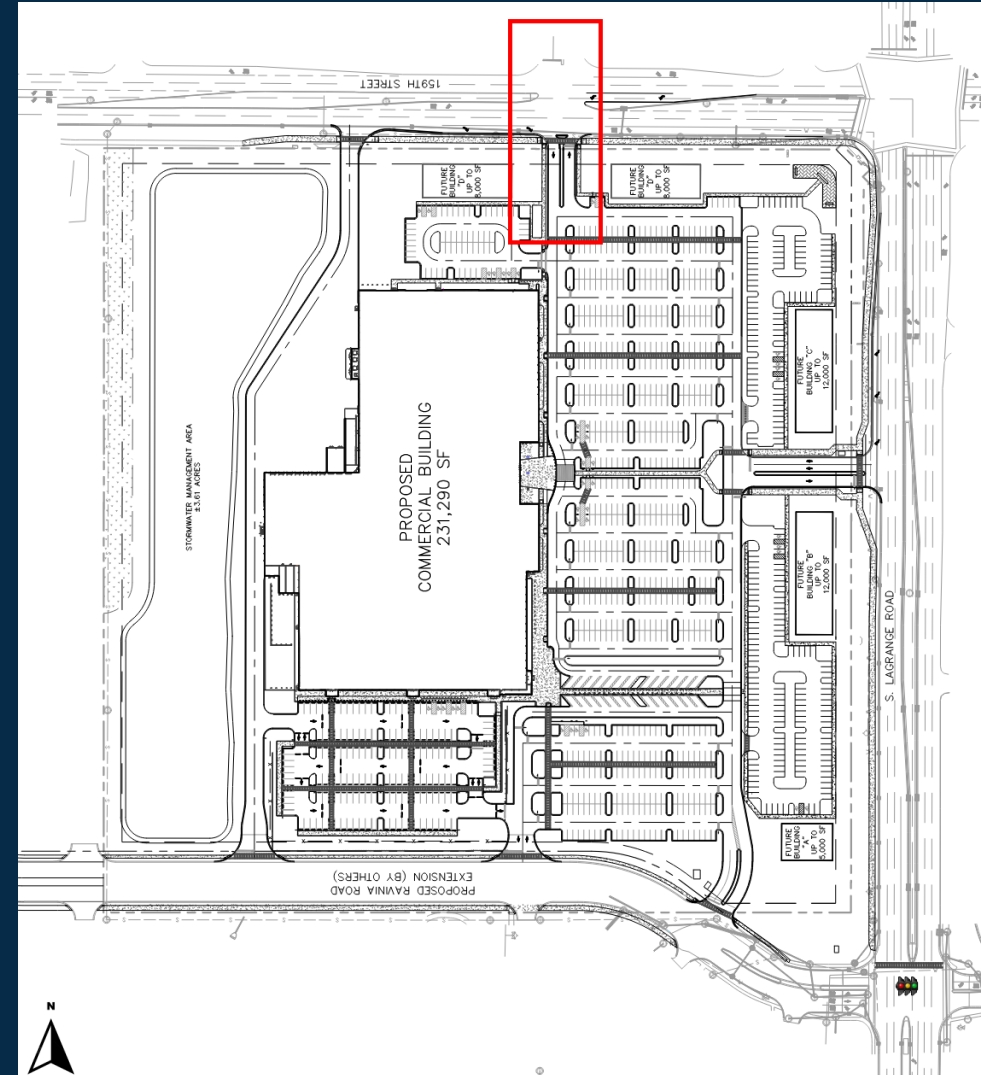 159TH STREET
FUTURE
BUILDING
"D"
UP TO
8,000 SF
FUTURE
BUILDING
"D"
UP TO
8,000 SF
FUTURE
BUILDING "C"
UP TO
12,000 SF
PROPOSED
COMMERCIAL BUILDING
231,290 SF
STORMWATER MANAGEMENT AREA
±3.61 ACRES
FUTURE
BUILDING "B"
UP TO
12,000 SF
S. LAGRANGE ROAD
FUTURE
BUILDING
"A"
UP TO
5,000 SF
PROPOSED RAVINIA ROAD
EXTENSION (BY OTHERS)
N